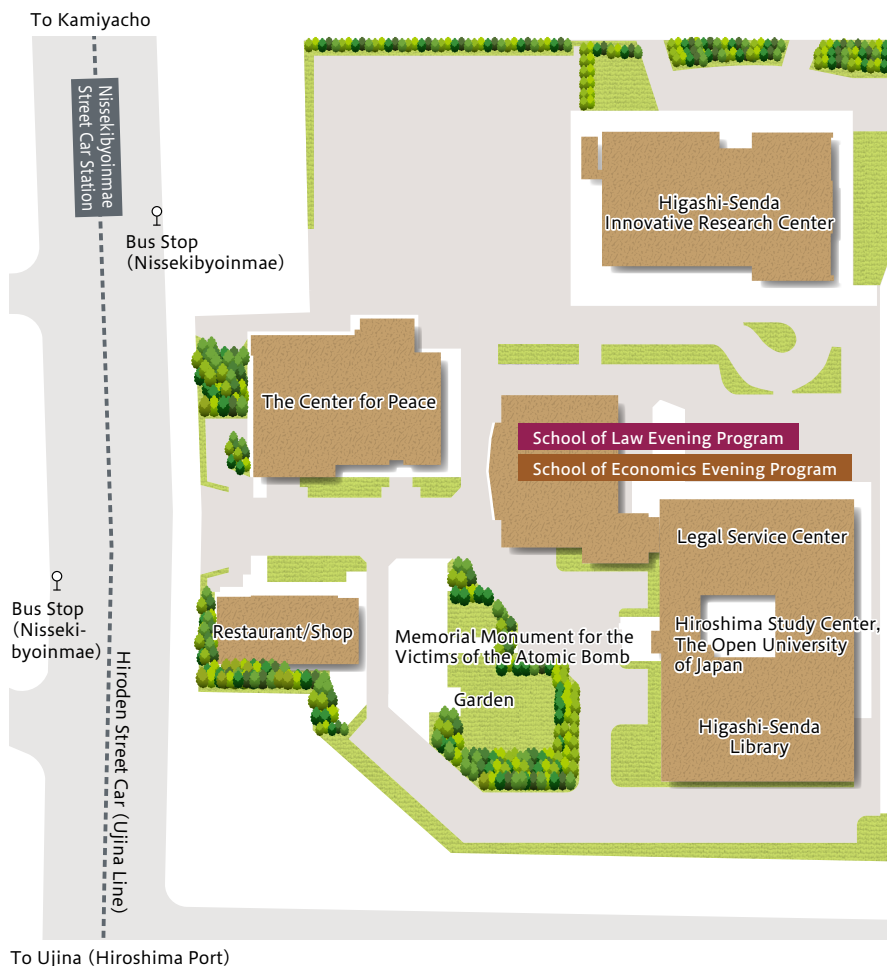 To Kamiyacho
Nissekibyoinmae
Street Car Station
Bus Stop
(Nissekibyoinmae)
Higashi-Senda
Innovative Research Center
The Center for Peace
School of Law Evening Program
School of Economics Evening Program
Legal Service Center
Bus Stop
(Nisseki-
byoinmae)
Restaurant/Shop
Memorial Monument for the
Victims of the Atomic Bomb
Hiroshima Study Center,
The Open University
of Japan
Garden
Higashi-Senda
Library
Hiroden Street Car (Ujina Line)
To Ujina (Hiroshima Port)